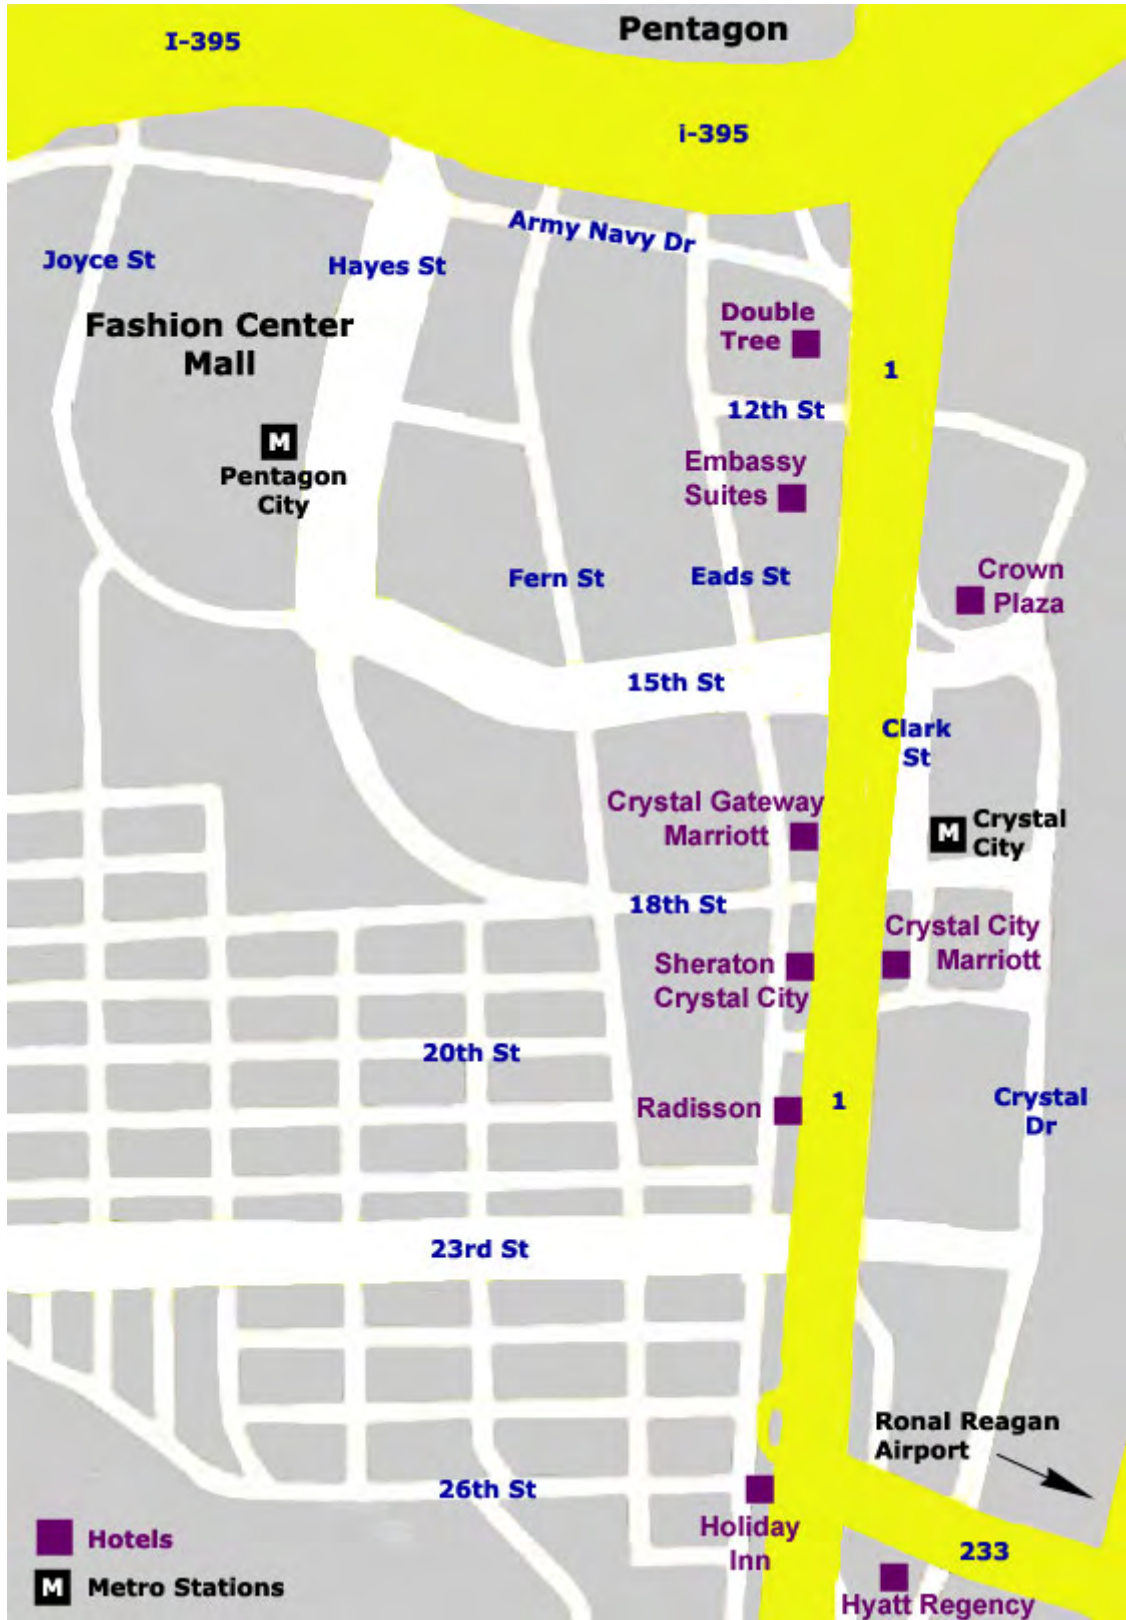 Pentagon
I-395
i-395
Army Navy Dr
Joyce St
Hayes St
Fashion Center
Mall
Double
Tree
1
12th St
M
Pentagon
City
Embassy
Suites
Fern St
Eads St
Crown
Plaza
15th St
Clark
St
Crystal Gateway
Marriott
M
Crystal
City
18th St
Crystal City
Marriott
Sheraton
Crystal City
20th St
Radisson
1
Crystal
Dr
23rd St
Ronal Reagan
Airport
26th St
Holiday
Inn
233
Hyatt Regency
Hotels
M
Metro Stations